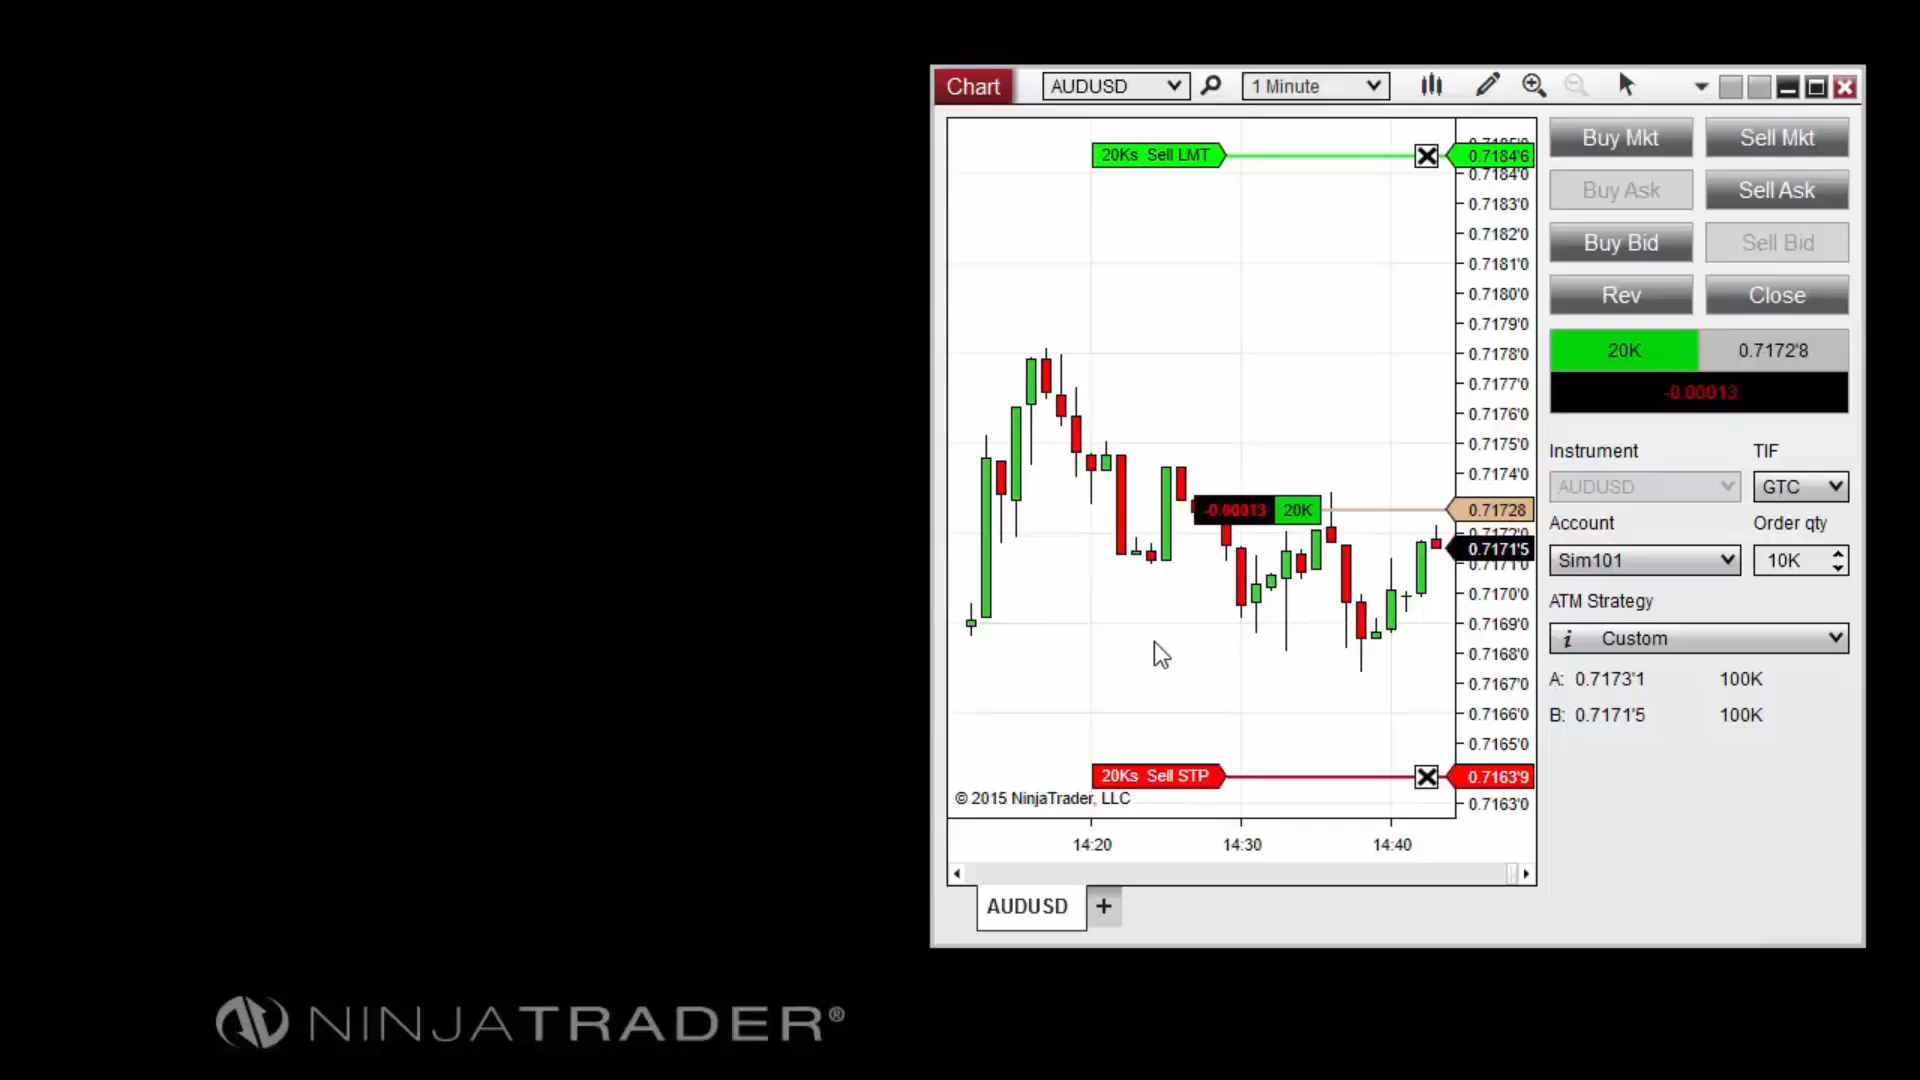 Chart
AUDUSD
1 Minute
20Ks Sell LMT
0.7184'6
0.7184'0
0.7183'0
0.7182'0
0.7181'0
0.7180'0
0.7179'0
0.7178'0
0.7177'0
0.7176'0
0.7175'0
0.7174'0
-0.00013 20K
0.71728
0.7172'0
0.7171'5
0.7171'0
0.7170'0
0.7169'0
0.7168'0
0.7167'0
0.7166'0
0.7165'0
20Ks Sell STP
0.7163'9
0.7163'0
© 2015 NinjaTrader, LLC
14:20
14:30
14:40
AUDUSD
+
Buy Mkt
Sell Mkt
Buy Ask
Sell Ask
Buy Bid
Sell Bid
Rev
Close
20K
0.7172'8
-0.00013
Instrument
TIF
AUDUSD
GTC
Account
Order qty
Sim101
10K
ATM Strategy
i Custom
A: 0.7173'1 100K
B: 0.7171'5 100K
NINJATRADER®